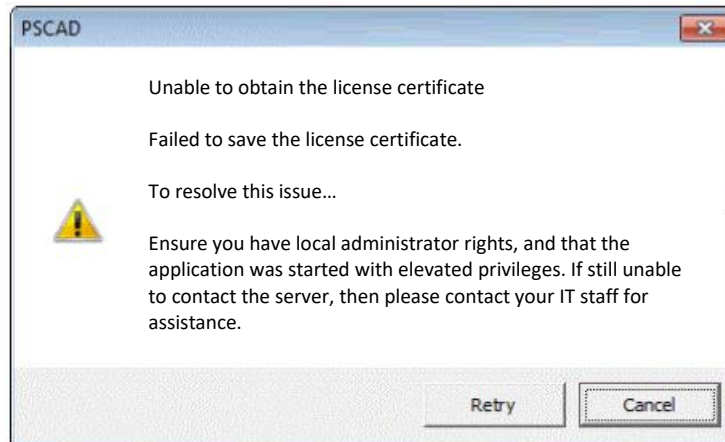 PSCAD
Unable to obtain the license certificate
Failed to save the license certificate.
To resolve this issue…
Ensure you have local administrator rights, and that the
application was started with elevated privileges. If still unable
to contact the server, then please contact your IT staff for
assistance.
Retry
Cancel